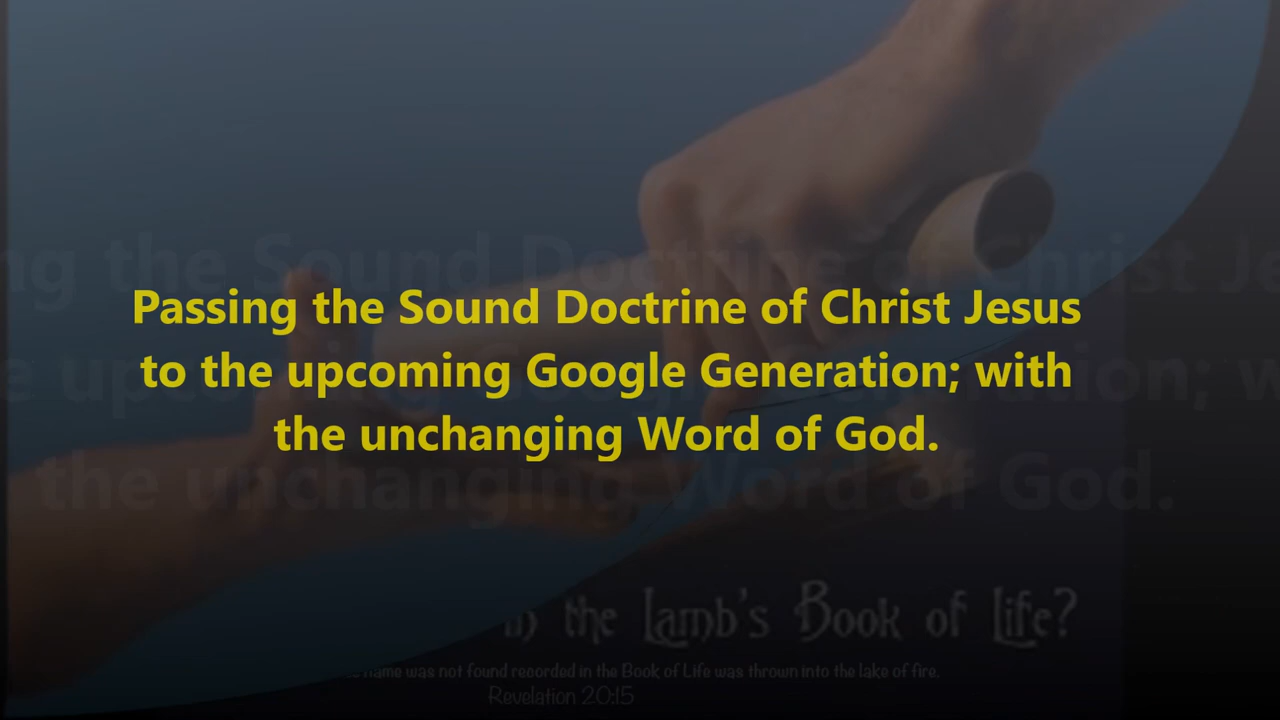 Passing the Sound Doctrine of Christ Jesus
to the upcoming Google Generation; with
the unchanging Word of God.
the Lamb's Book of Life?
name was not found recorded in the Book of Life was thrown into the lake of fire.
Revelation 20:15